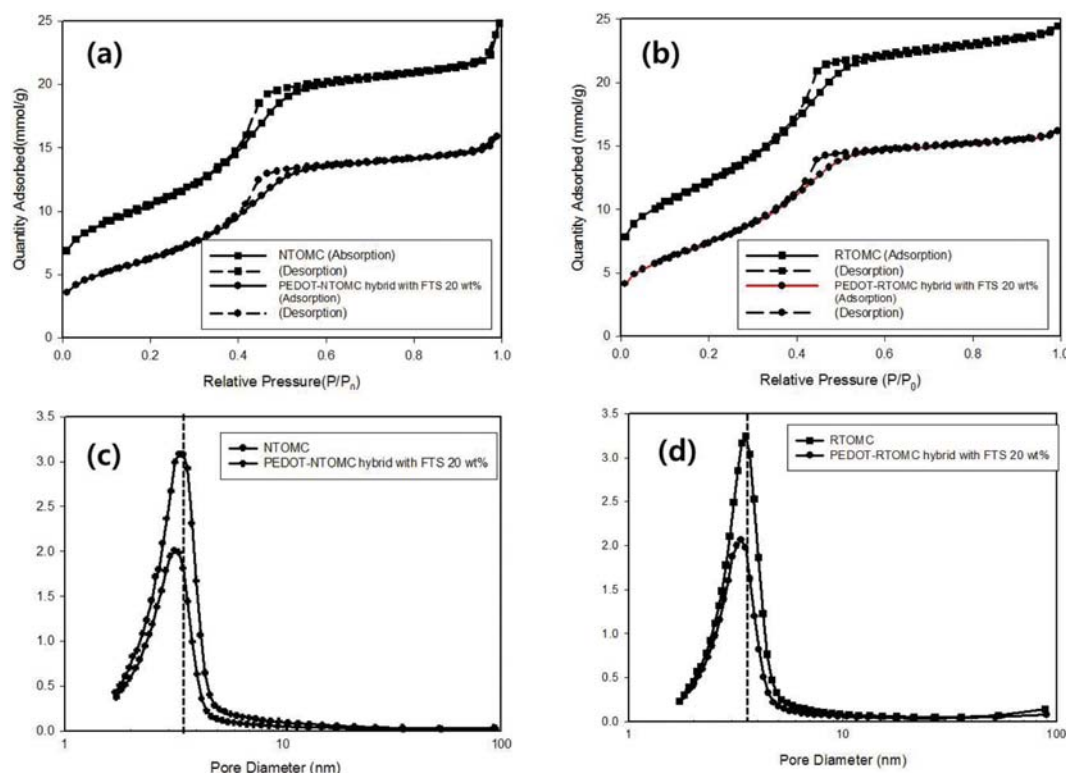 (a)
Quantity Adsorbed(mmol/g)
25
20
15
10
5
0
NTOMC (Absorption)
(Desorption)
PEDOT-NTOMC hybrid with FTS 20 wt%
(Adsorption)
(Desorption)
0.0 0.2 0.4 0.6 0.8 1.0
Relative Pressure(P/P₀)
(b)
Quantity Adsorbed (mmol/g)
25
20
15
10
5
0
RTOMC (Adsorption)
(Desorption)
PEDOT-RTOMC hybrid with FTS 20 wt%
(Adsorption)
(Desorption)
0.0 0.2 0.4 0.6 0.8 1.0
Relative Pressure (P/P₀)
(c)
3.5
3.0
2.5
2.0
1.5
1.0
0.5
0.0
NTOMC
PEDOT-NTOMC hybrid with FTS 20 wt%
1 10 100
Pore Diameter (nm)
(d)
3.5
3.0
2.5
2.0
1.5
1.0
0.5
0.0
RTOMC
PEDOT-RTOMC hybrid with FTS 20 wt%
1 10 100
Pore Diameter (nm)